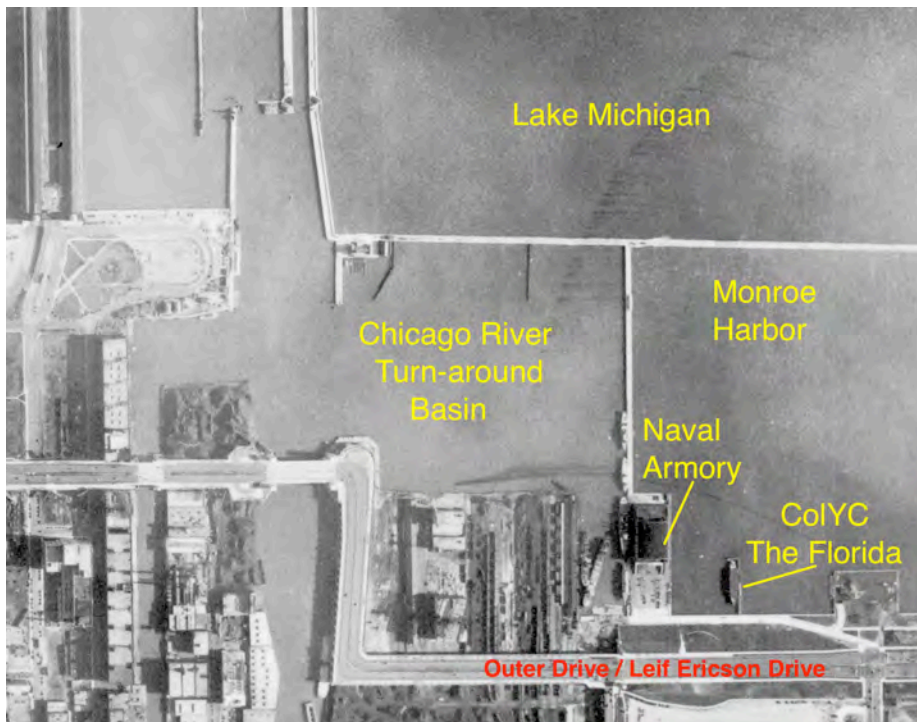 Lake Michigan
Monroe
Harbor
Chicago River
Turn-around
Basin
Naval
Armory
ColYC
The Florida
Outer Drive / Leif Ericson Drive